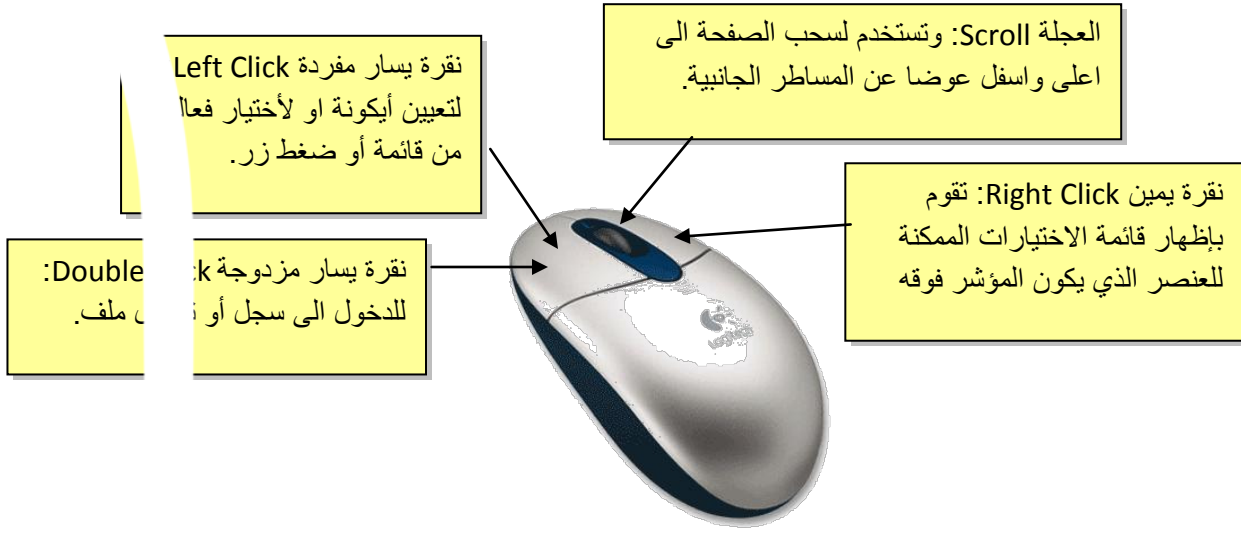 العجلة Scroll: وتستخدم لسحب الصفحة الى
اعلى واسفل عوضا عن المساطر الجانبية.
نقرة يسار مفردة Left Click
لتعيين أيكونة او لأختيار
من قائمة أو ضغط زر.
نقرة يمين Right Click: تقوم
بإظهار قائمة الاختيارات الممكنة
للعنصر الذي يكون المؤشر فوقه
نقرة يسار مزدوجة Double
للدخول الى سجل أو ملف.
Logitech